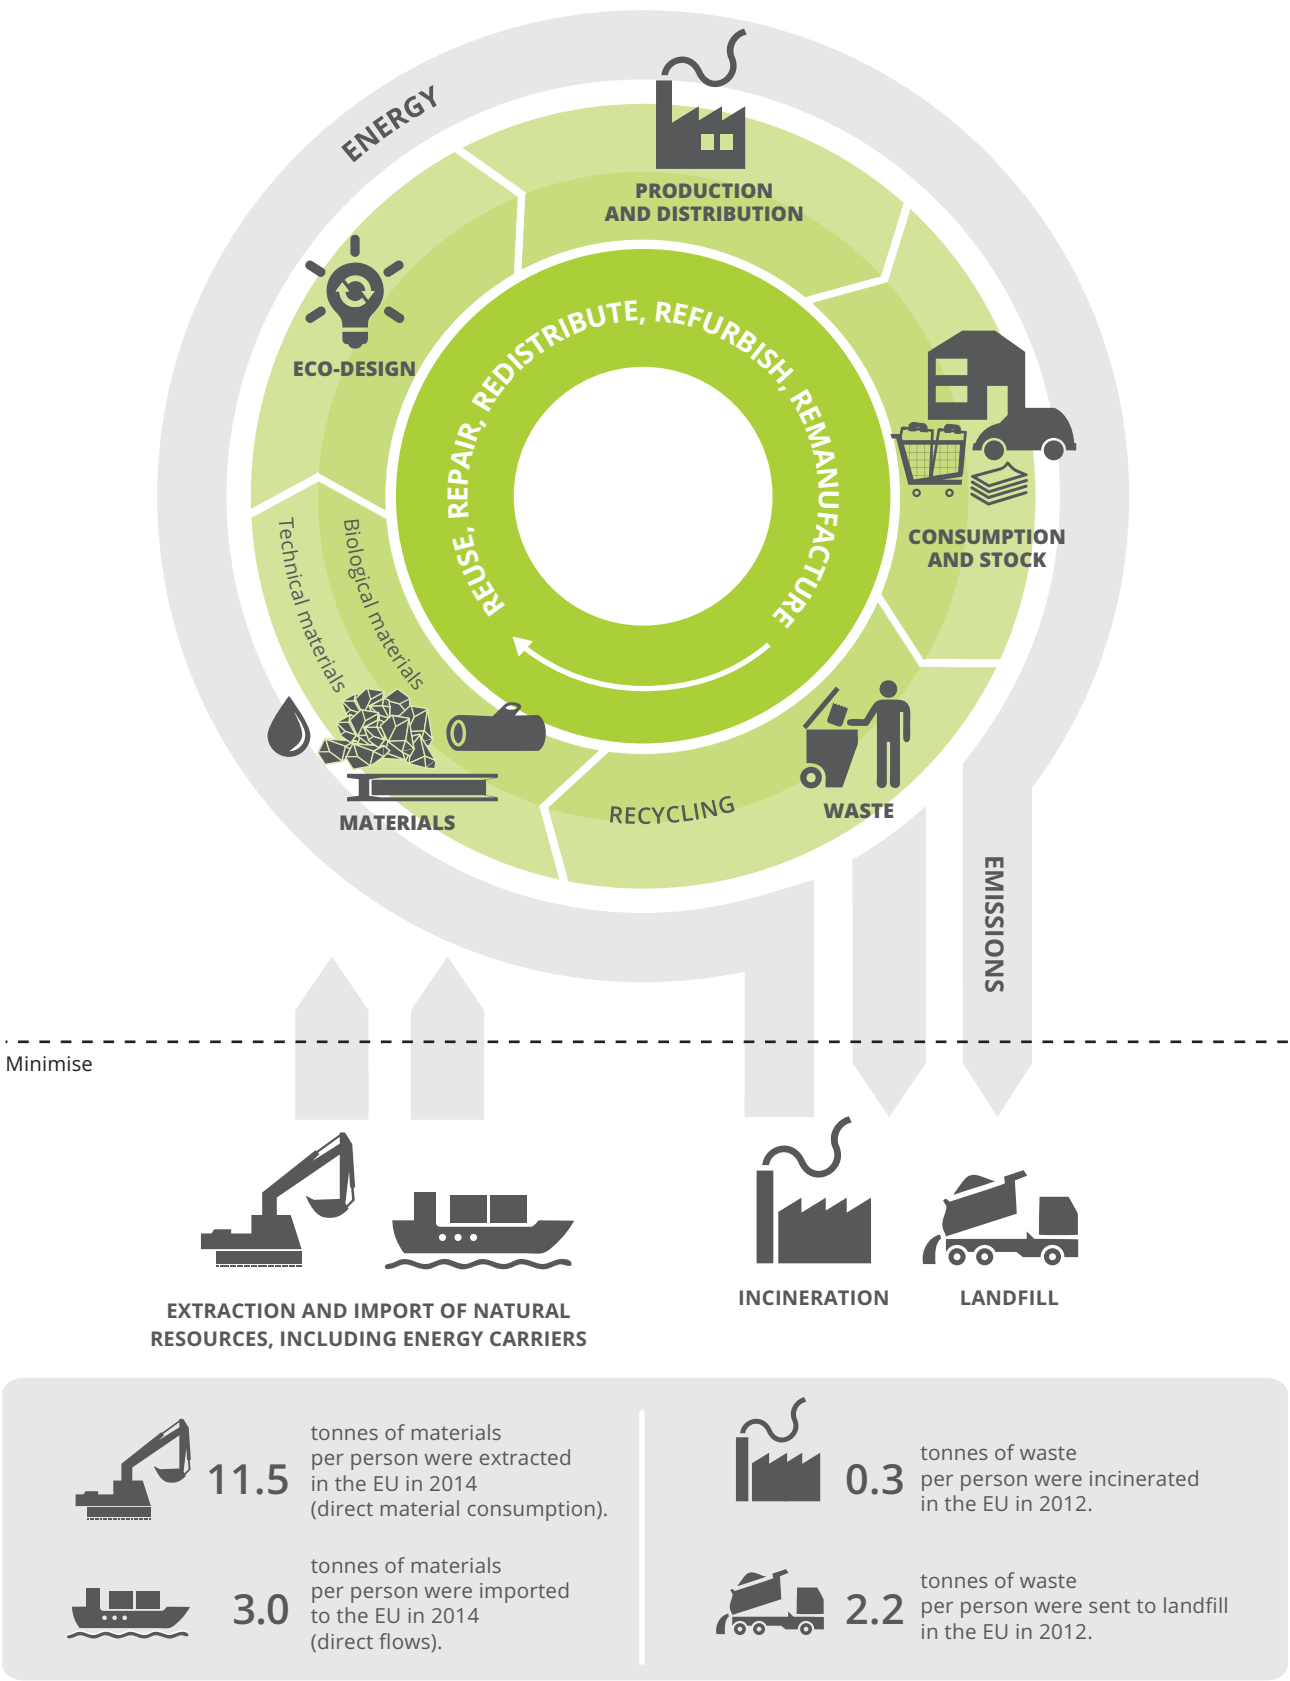 ENERGY
PRODUCTION
AND DISTRIBUTION
ECO-DESIGN
REUSE, REPAIR, REDISTRIBUTE, REFURBISH, REMANUFACTURE
CONSUMPTION
AND STOCK
Technical materials
Biological materials
MATERIALS
RECYCLING
WASTE
EMISSIONS
Minimise
EXTRACTION AND IMPORT OF NATURAL
RESOURCES, INCLUDING ENERGY CARRIERS
INCINERATION
LANDFILL
11.5
tonnes of materials
per person were extracted
in the EU in 2014
(direct material consumption).
3.0
tonnes of materials
per person were imported
to the EU in 2014
(direct flows).
0.3
tonnes of waste
per person were incinerated
in the EU in 2012.
2.2
tonnes of waste
per person were sent to landfill
in the EU in 2012.